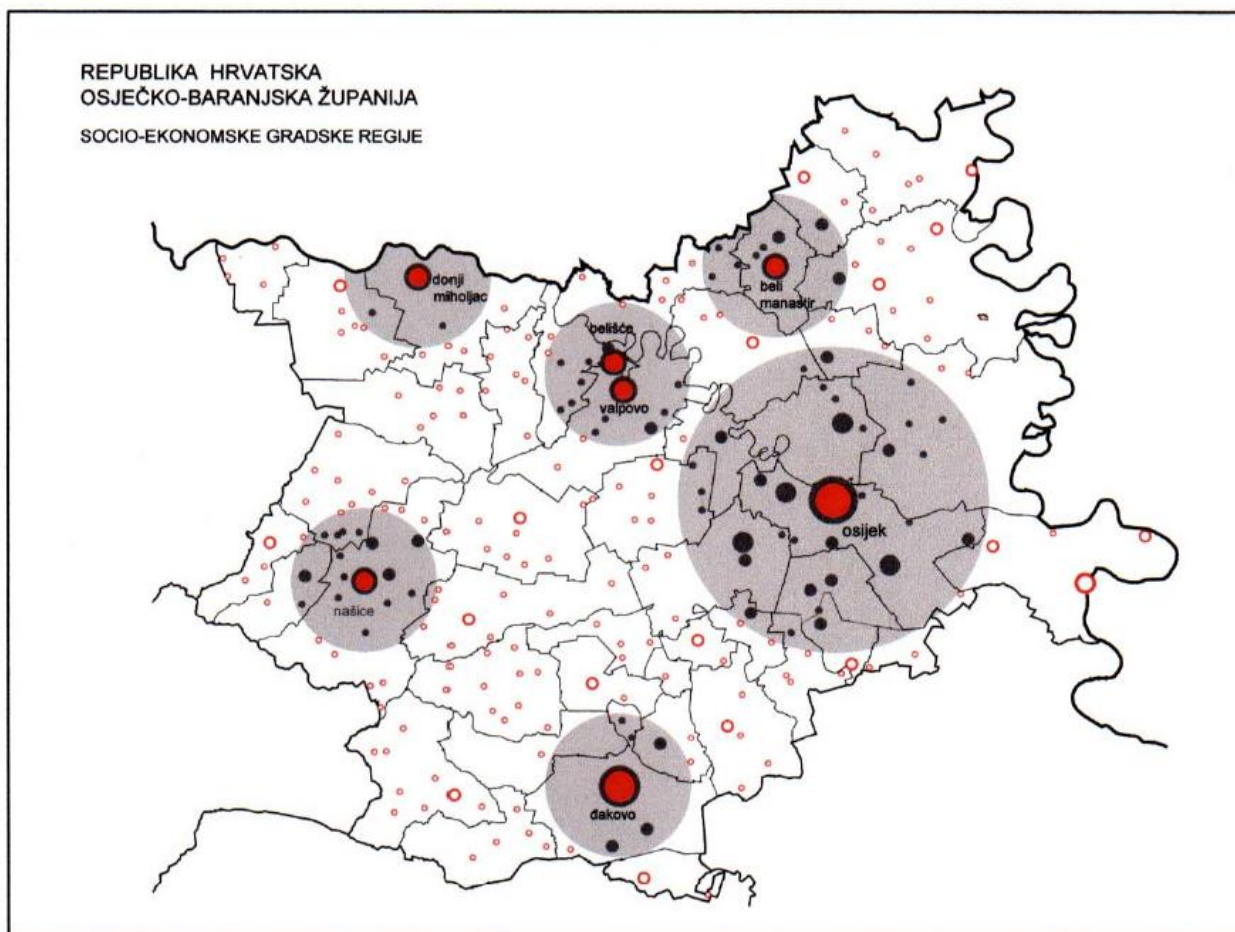 REPUBLIKA HRVATSKA
OSJEČKO-BARANJSKA ŽUPANIJA
SOCIO-EKONOMSKE GRADSKE REGIJE
donji
miholjac
beli
manastir
belišće
valpovo
osijek
našice
đakovo